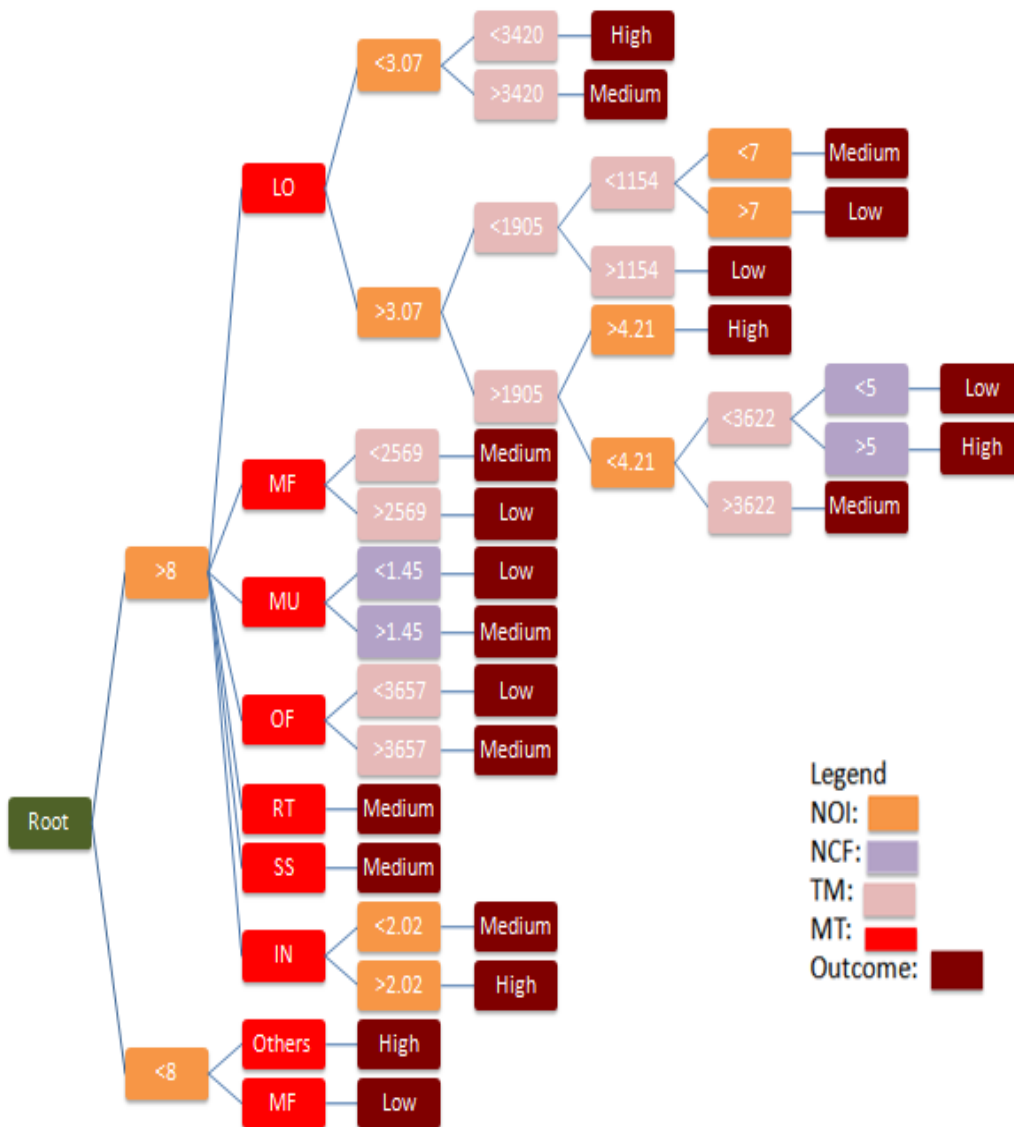 <3420
High
<3.07
>3420
Medium
LO
<7
Medium
<1154
>7
Low
<1905
>1154
Low
>3.07
>4.21
High
>1905
<5
Low
<3622
>5
High
<4.21
>3622
Medium
<2569
Medium
MF
>2569
Low
>8
<1.45
Low
MU
>1.45
Medium
<3657
Low
OF
>3657
Medium
Root
RT
Medium
SS
Medium
<2.02
Medium
IN
>2.02
High
<8
Others
High
MF
Low
Legend
NOI:
NCF:
TM:
MT:
Outcome: